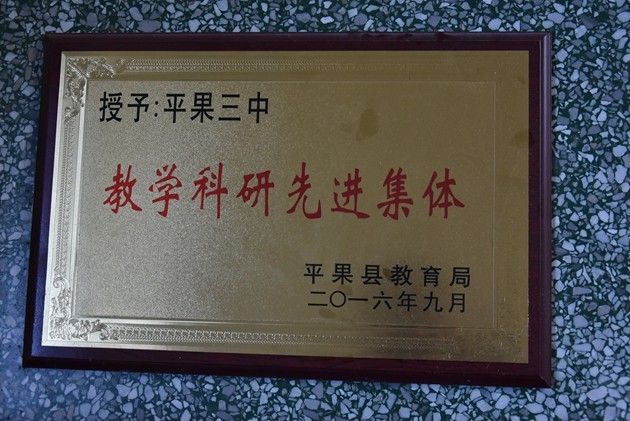 授予:平果三中
教学科研先进集体
平果县教育局
二〇一六年九月